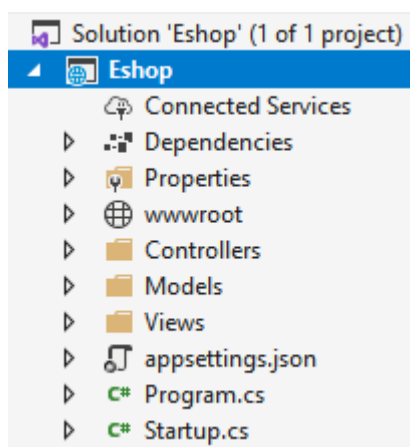 Solution 'Eshop' (1 of 1 project)
Eshop
Connected Services
Dependencies
Properties
wwwroot
Controllers
Models
Views
appsettings.json
C# Program.cs
C# Startup.cs